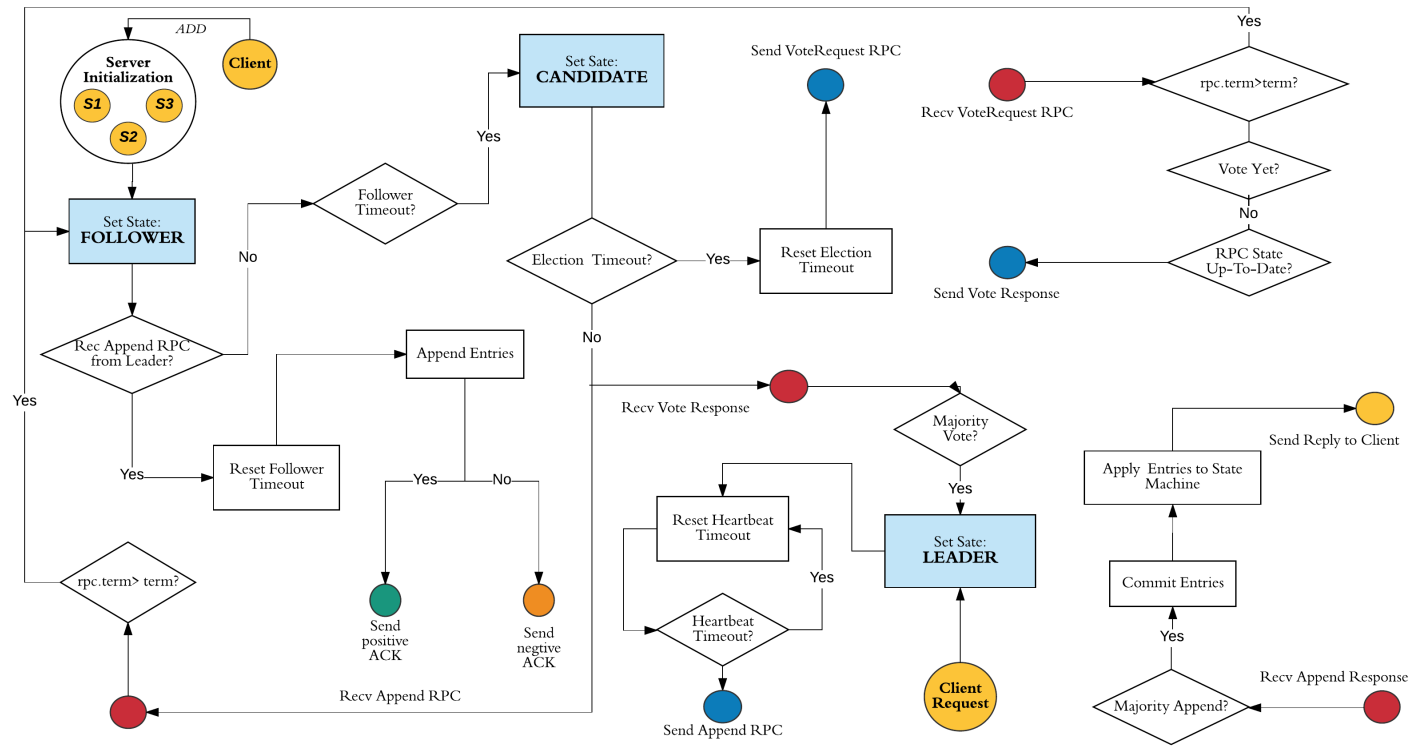 Yes
ADD
Server
Initialization
S1
S3
S2
Client
Set Sate:
CANDIDATE
Send VoteRequest RPC
Recv VoteRequest RPC
rpc.term>term?
Yes
Follower
Timeout?
Vote Yet?
No
Set State:
FOLLOWER
No
Election Timeout?
Yes
Reset Election
Timeout
RPC State
Up-To-Date?
Send Vote Response
Rec Append RPC
from Leader?
Append Entries
No
Yes
Recv Vote Response
Majority
Vote?
Send Reply to Client
Yes
Reset Follower
Timeout
Yes
No
Yes
Apply Entries to State
Machine
Reset Heartbeat
Timeout
Set Sate:
LEADER
rpc.term> term?
Yes
Commit Entries
Send
positive
ACK
Send
negtive
ACK
Heartbeat
Timeout?
Yes
Recv Append RPC
Client
Request
Majority Append?
Recv Append Response
Send Append RPC